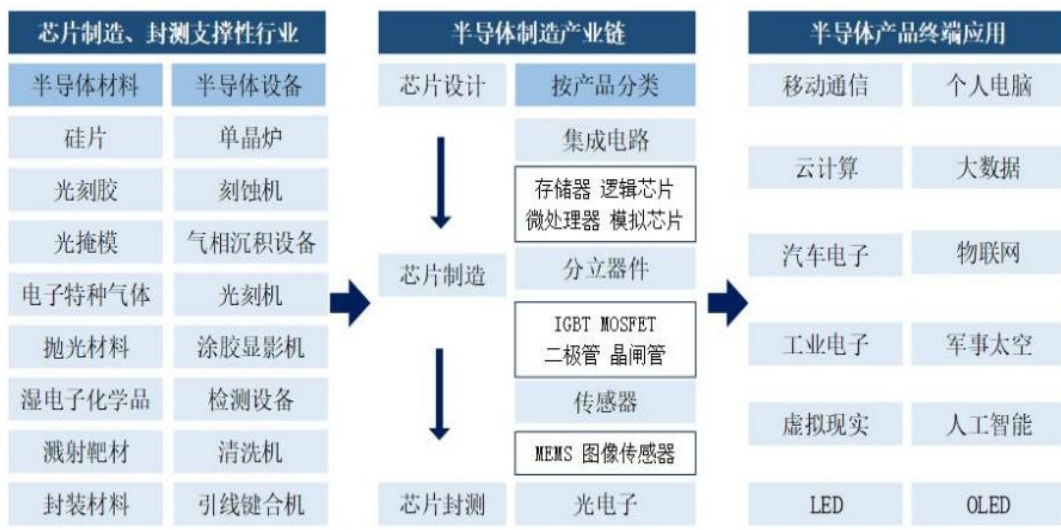 芯片制造、封测支撑性行业
半导体材料 半导体设备
硅片 单晶炉
光刻胶 刻蚀机
光掩模 气相沉积设备
电子特种气体 光刻机
抛光材料 涂胶显影机
湿电子化学品 检测设备
溅射靶材 清洗机
封装材料 引线键合机
半导体制造产业链
芯片设计
芯片制造
芯片封测
按产品分类
集成电路
存储器 逻辑芯片
微处理器 模拟芯片
分立器件
IGBT MOSFET
二极管 晶闸管
传感器
MEMS 图像传感器
光电子
半导体产品终端应用
移动通信 个人电脑
云计算 大数据
汽车电子 物联网
工业电子 军事太空
虚拟现实 人工智能
LED OLED